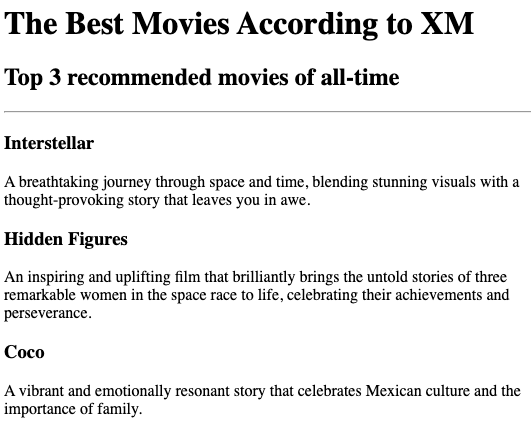 The Best Movies According to XM
Top 3 recommended movies of all-time
Interstellar
A breathtaking journey through space and time, blending stunning visuals with a
thought-provoking story that leaves you in awe.
Hidden Figures
An inspiring and uplifting film that brilliantly brings the untold stories of three
remarkable women in the space race to life, celebrating their achievements and
perseverance.
Coco
A vibrant and emotionally resonant story that celebrates Mexican culture and the
importance of family.